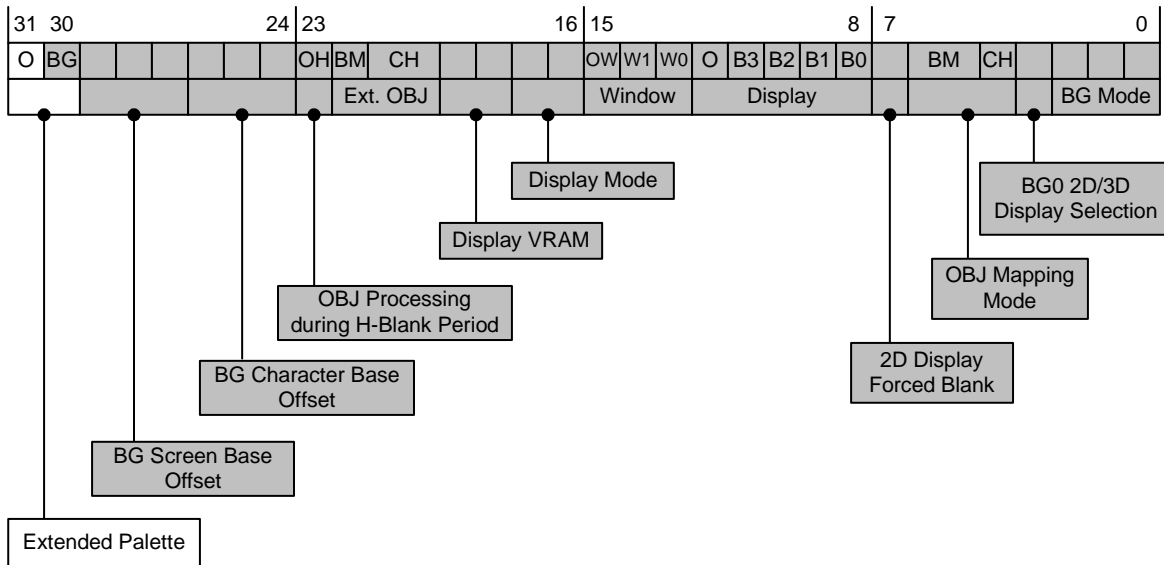 31 30 24 23 16 15 8 7 0
O BG OH BM CH OW W1 W0 O B3 B2 B1 B0 BM CH
Ext. OBJ Window Display BG Mode
Display Mode
BG0 2D/3D
Display Selection
Display VRAM
OBJ Mapping
Mode
OBJ Processing
during H-Blank Period
2D Display
Forced Blank
BG Character Base
Offset
BG Screen Base
Offset
Extended Palette